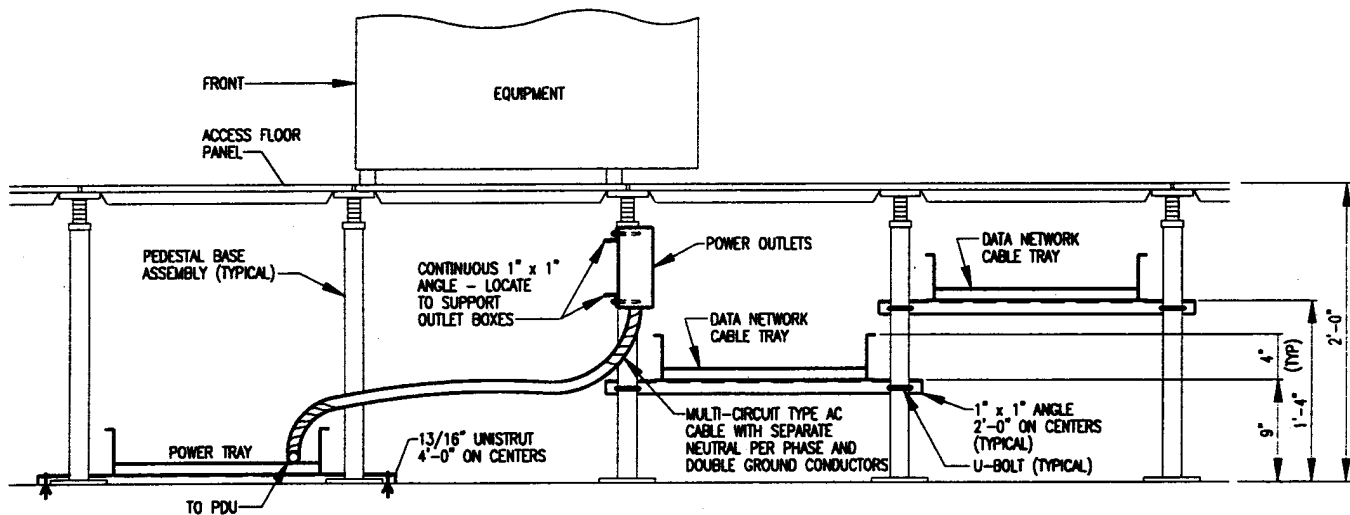 FRONT
EQUIPMENT
ACCESS FLOOR
PANEL
PEDESTAL BASE
ASSEMBLY (TYPICAL)
CONTINUOUS 1" x 1"
ANGLE - LOCATE
TO SUPPORT
OUTLET BOXES
POWER OUTLETS
DATA NETWORK
CABLE TRAY
DATA NETWORK
CABLE TRAY
2'-0"
4"
(TYP)
1'-4"
9"
POWER TRAY
13/16" UNISTRUT
4'-0" ON CENTERS
MULTI-CIRCUIT TYPE AC
CABLE WITH SEPARATE
NEUTRAL PER PHASE AND
DOUBLE GROUND CONDUCTORS
1" x 1" ANGLE
2'-0" ON CENTERS
(TYPICAL)
U-BOLT (TYPICAL)
TO PDU